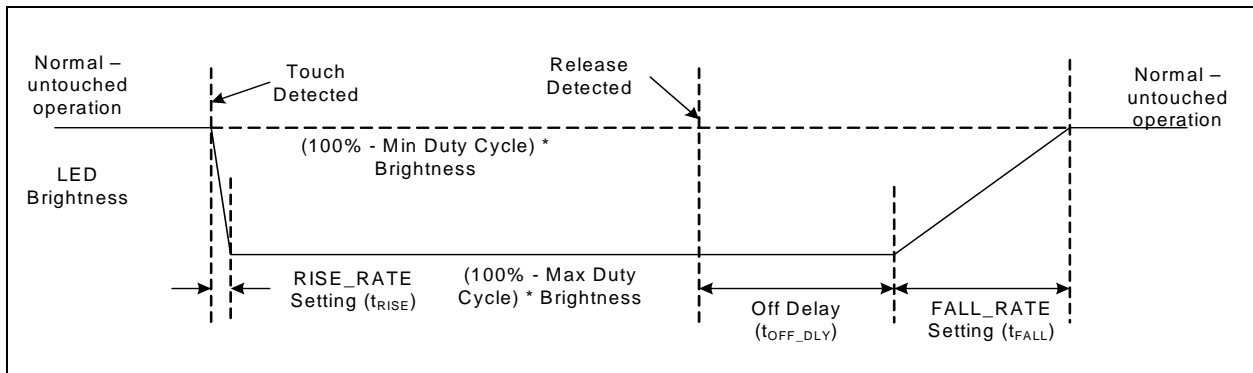 Normal –
untouched
operation
Touch
Detected
Release
Detected
Normal –
untouched
operation
(100% - Min Duty Cycle) *
Brightness
LED
Brightness
RISE_RATE
Setting (tRISE)
(100% - Max Duty
Cycle) * Brightness
Off Delay
(tOFF_DLY)
FALL_RATE
Setting (tFALL)